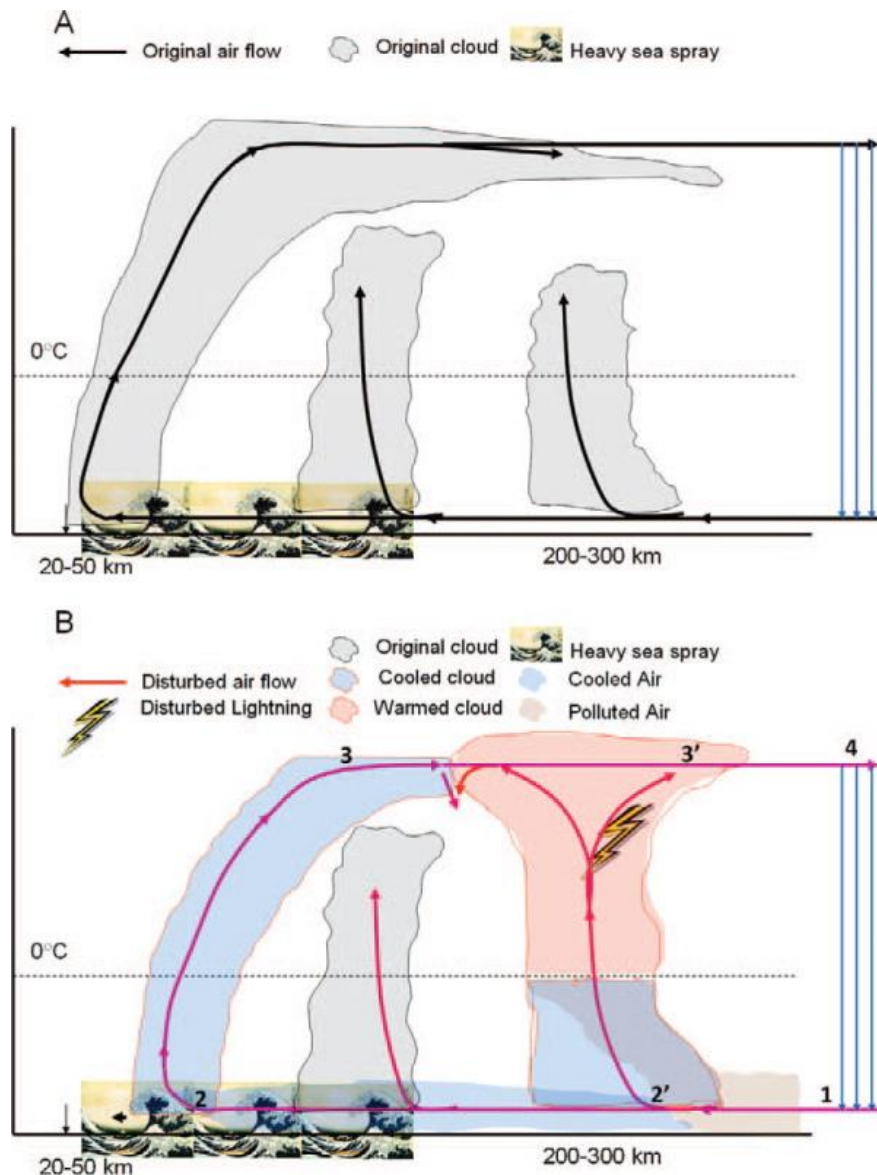 A
Original air flow Original cloud Heavy sea spray
0°C
20-50 km 200-300 km
B
Original cloud Heavy sea spray
Disturbed air flow Cooled cloud Cooled Air
Disturbed Lightning Warmed cloud Polluted Air
3 3’ 4
0°C
2 2’ 1
20-50 km 200-300 km